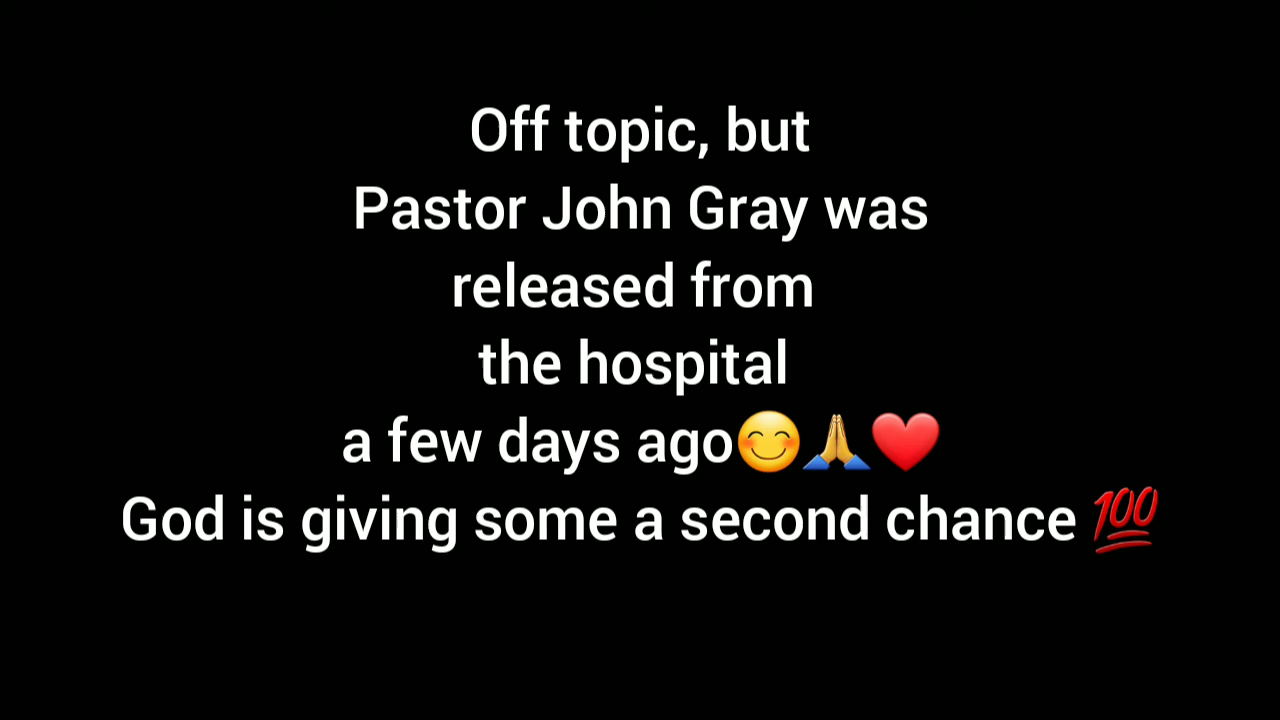 Off topic, but
Pastor John Gray was
released from
the hospital
a few days ago😊🙏❤️
God is giving some a second chance 💯